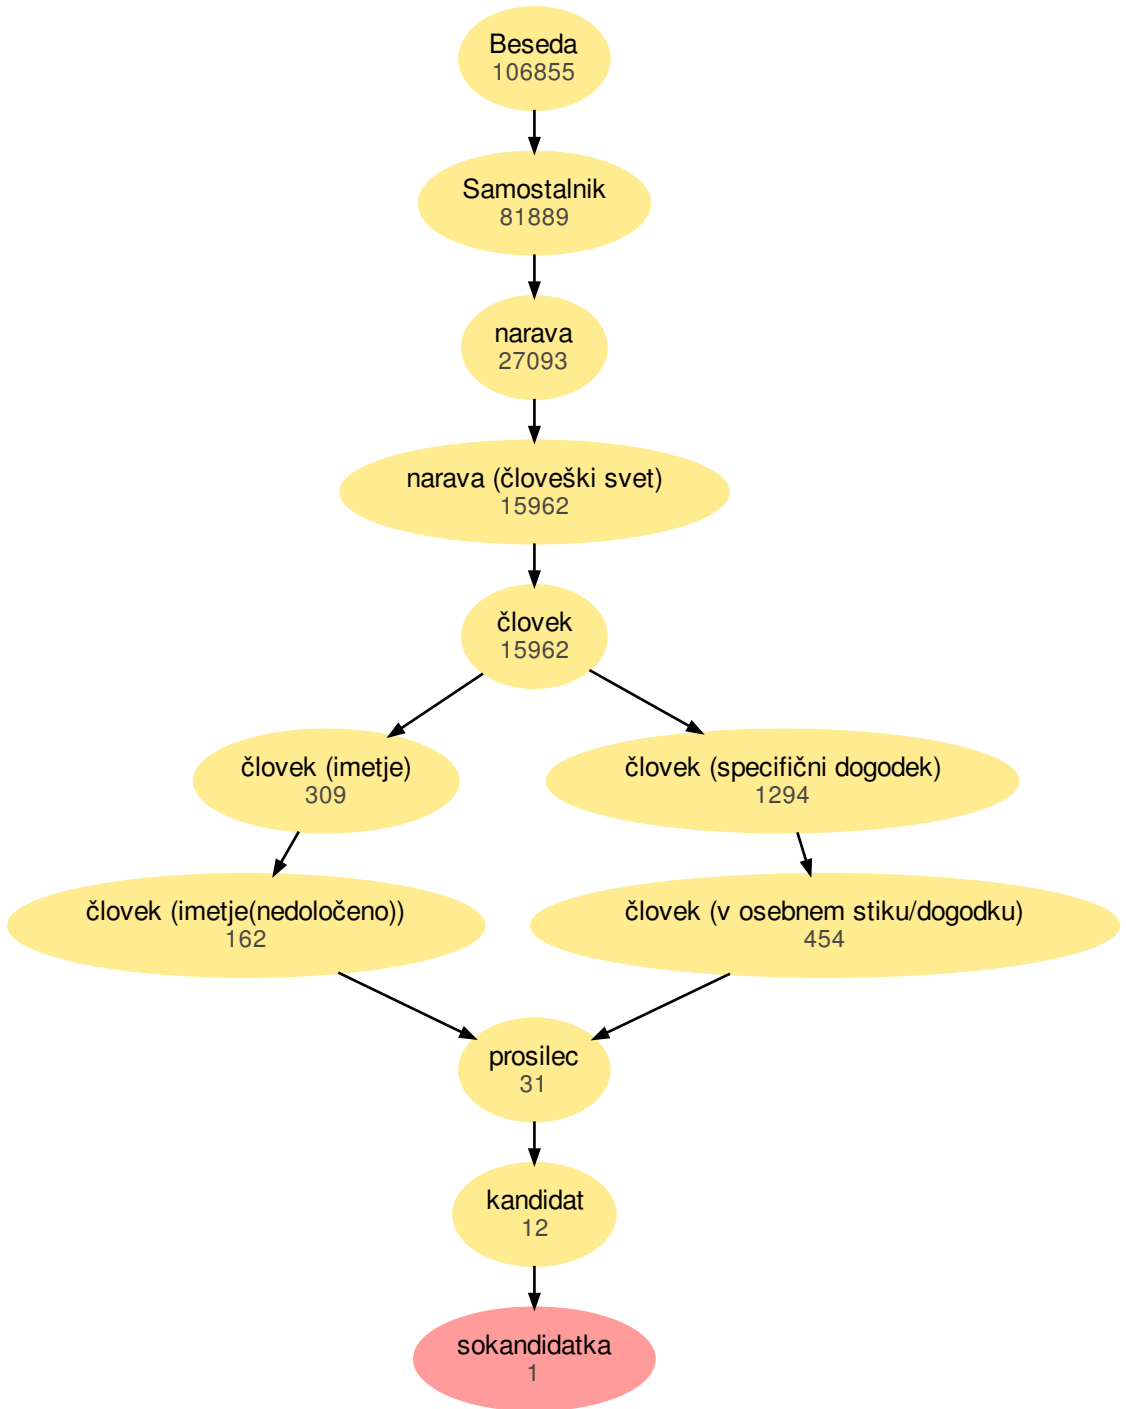 Beseda
106855
Samostalnik
81889
narava
27093
narava (človeški svet)
15962
človek
15962
človek (imetje)
309
človek (specifični dogodek)
1294
človek (imetje(nedoločeno))
162
človek (v osebnem stiku/dogodku)
454
prosilec
31
kandidat
12
sokandidatka
1